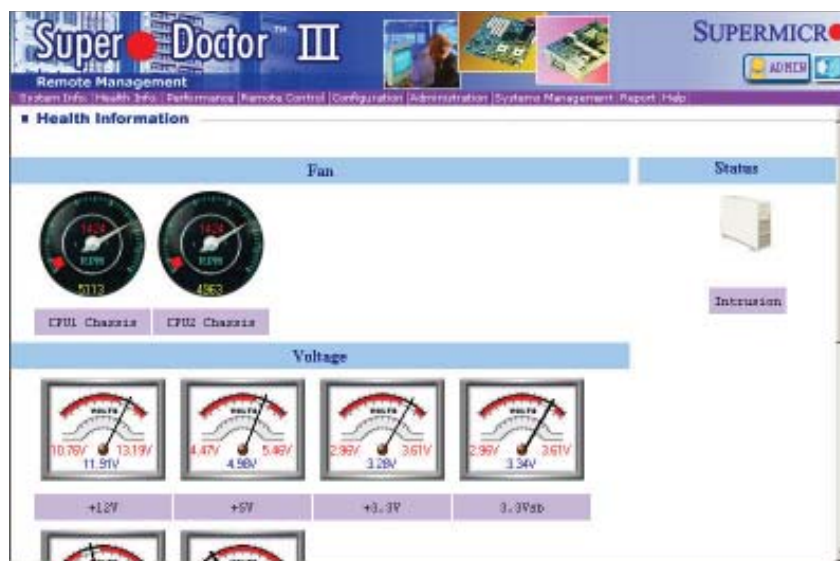 Super Doctor™ III
SUPERMICR
Remote Management
ADMIN
System Info. |Health Info. |Performance |Remote Control |Configuration |Administration |Systems Management |Report |Help
Health Information
Fan
Status
1424 RPM 5113
1424 RPM 4963
Intrusion
CPU1 Chassis CPU2 Chassis
Voltage
VOLTS VOLTS VOLTS VOLTS
10.76V 13.19V 4.47V 5.46V 2.96V 3.61V 2.96V 3.61V
11.91V 4.98V 3.28V 3.34V
+12V +5V +3.3V 3.3Vsb